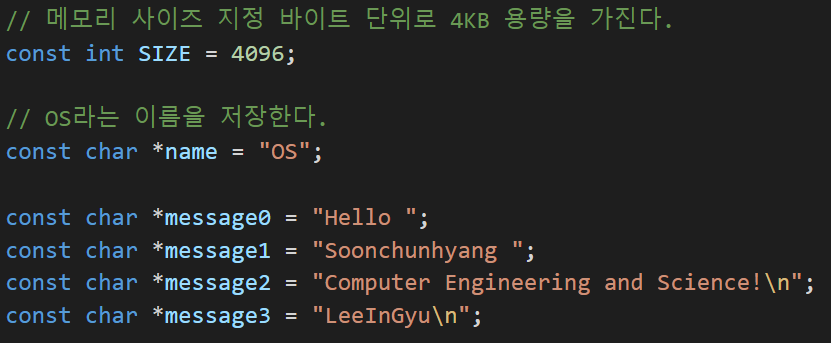 // 메모리 사이즈 지정 바이트 단위로 4KB 용량을 가진다.
const int SIZE = 4096;
// OS라는 이름을 저장한다.
const char *name = "OS";
const char *message0 = "Hello ";
const char *message1 = "Soonchunhyang ";
const char *message2 = "Computer Engineering and Science!\n";
const char *message3 = "LeeInGyu\n";